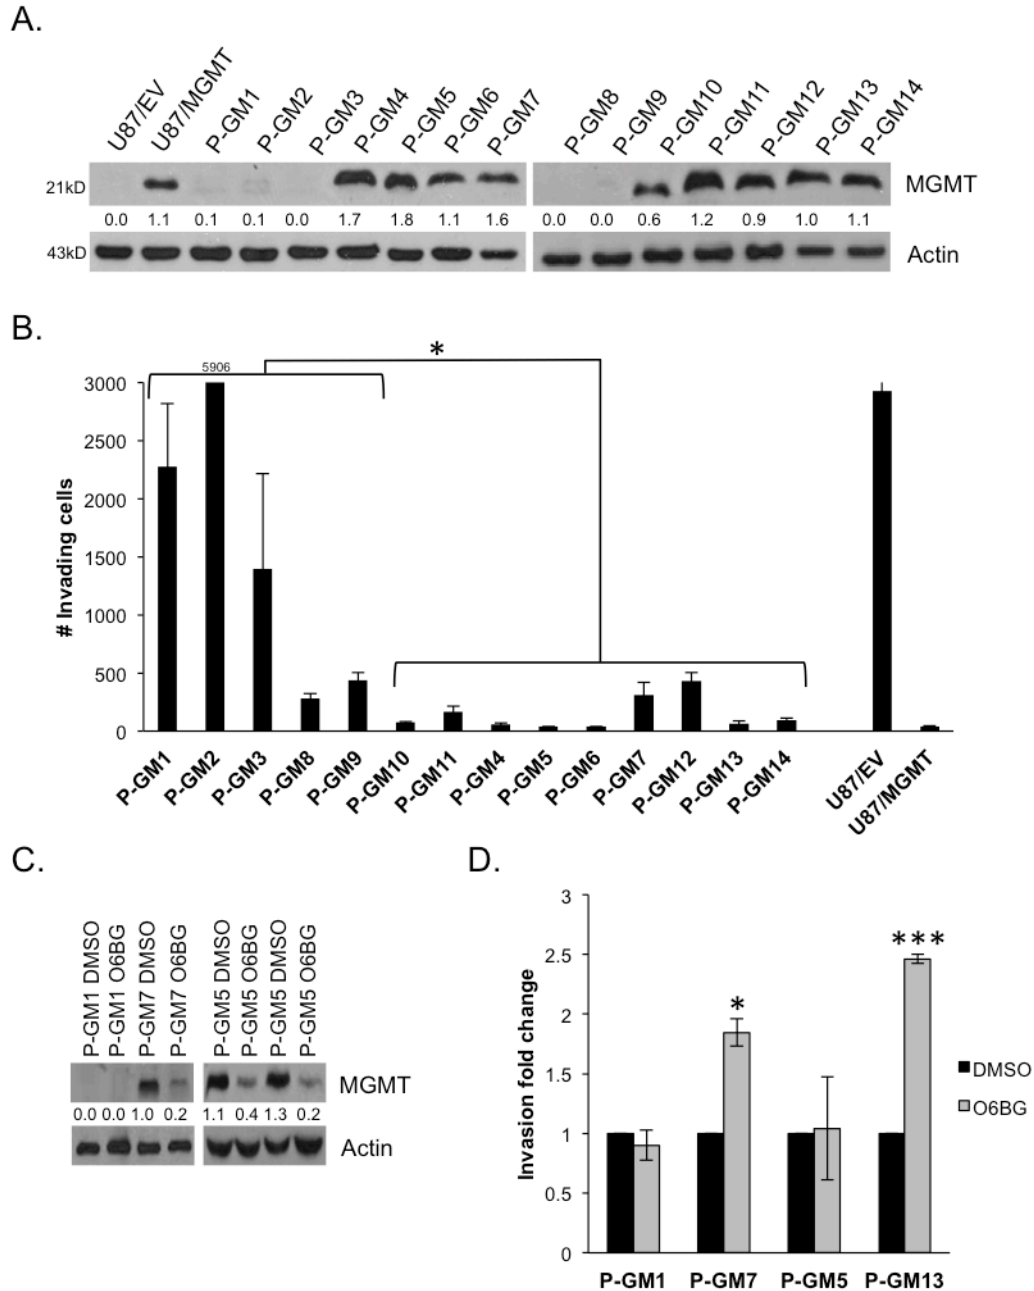 A.
U87/EV U87/MGMT P-GM1 P-GM2 P-GM3 P-GM4 P-GM5 P-GM6 P-GM7 P-GM8 P-GM9 P-GM10 P-GM11 P-GM12 P-GM13 P-GM14
21kD MGMT
0.0 1.1 0.1 0.1 0.0 1.7 1.8 1.1 1.6 0.0 0.0 0.6 1.2 0.9 1.0 1.1
43kD Actin
B.
*
5906
# Invading cells
3000
2500
2000
1500
1000
500
0
P-GM1 P-GM2 P-GM3 P-GM8 P-GM9 P-GM10 P-GM11 P-GM4 P-GM5 P-GM6 P-GM7 P-GM12 P-GM13 P-GM14 U87/EV U87/MGMT
C.
P-GM1 DMSO
P-GM1 O6BG
P-GM7 DMSO
P-GM7 O6BG
P-GM5 DMSO
P-GM5 O6BG
P-GM5 DMSO
P-GM5 O6BG
MGMT
0.0 0.0 1.0 0.2 1.1 0.4 1.3 0.2
Actin
D.
Invasion fold change
3
2.5
2
1.5
1
0.5
0
*
***
DMSO
O6BG
P-GM1 P-GM7 P-GM5 P-GM13